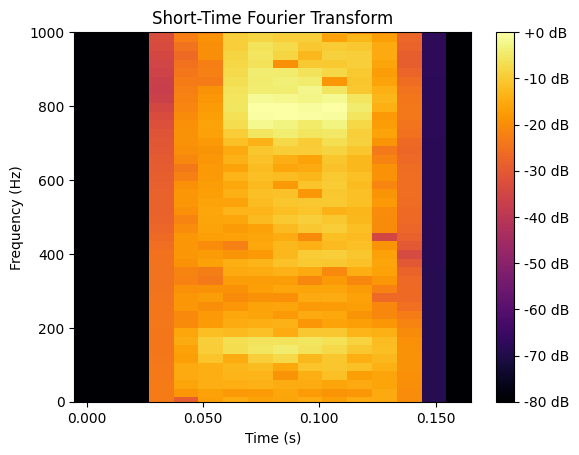 Short-Time Fourier Transform
1000
800
600
400
200
0
Frequency (Hz)
0.000
0.050
0.100
0.150
Time (s)
+0 dB
-10 dB
-20 dB
-30 dB
-40 dB
-50 dB
-60 dB
-70 dB
-80 dB